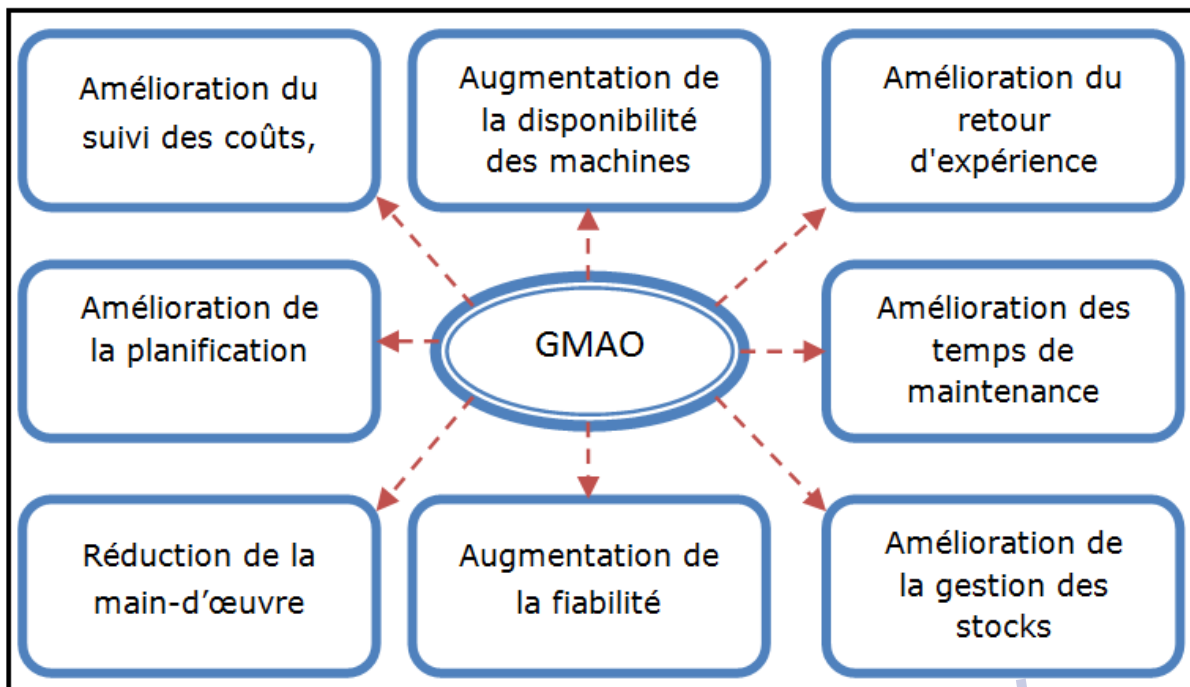 Amélioration du
suivi des coûts,
Augmentation de
la disponibilité
des machines
Amélioration du
retour
d'expérience
Amélioration de
la planification
GMAO
Amélioration des
temps de
maintenance
Réduction de la
main-d’œuvre
Augmentation de
la fiabilité
Amélioration de
la gestion des
stocks